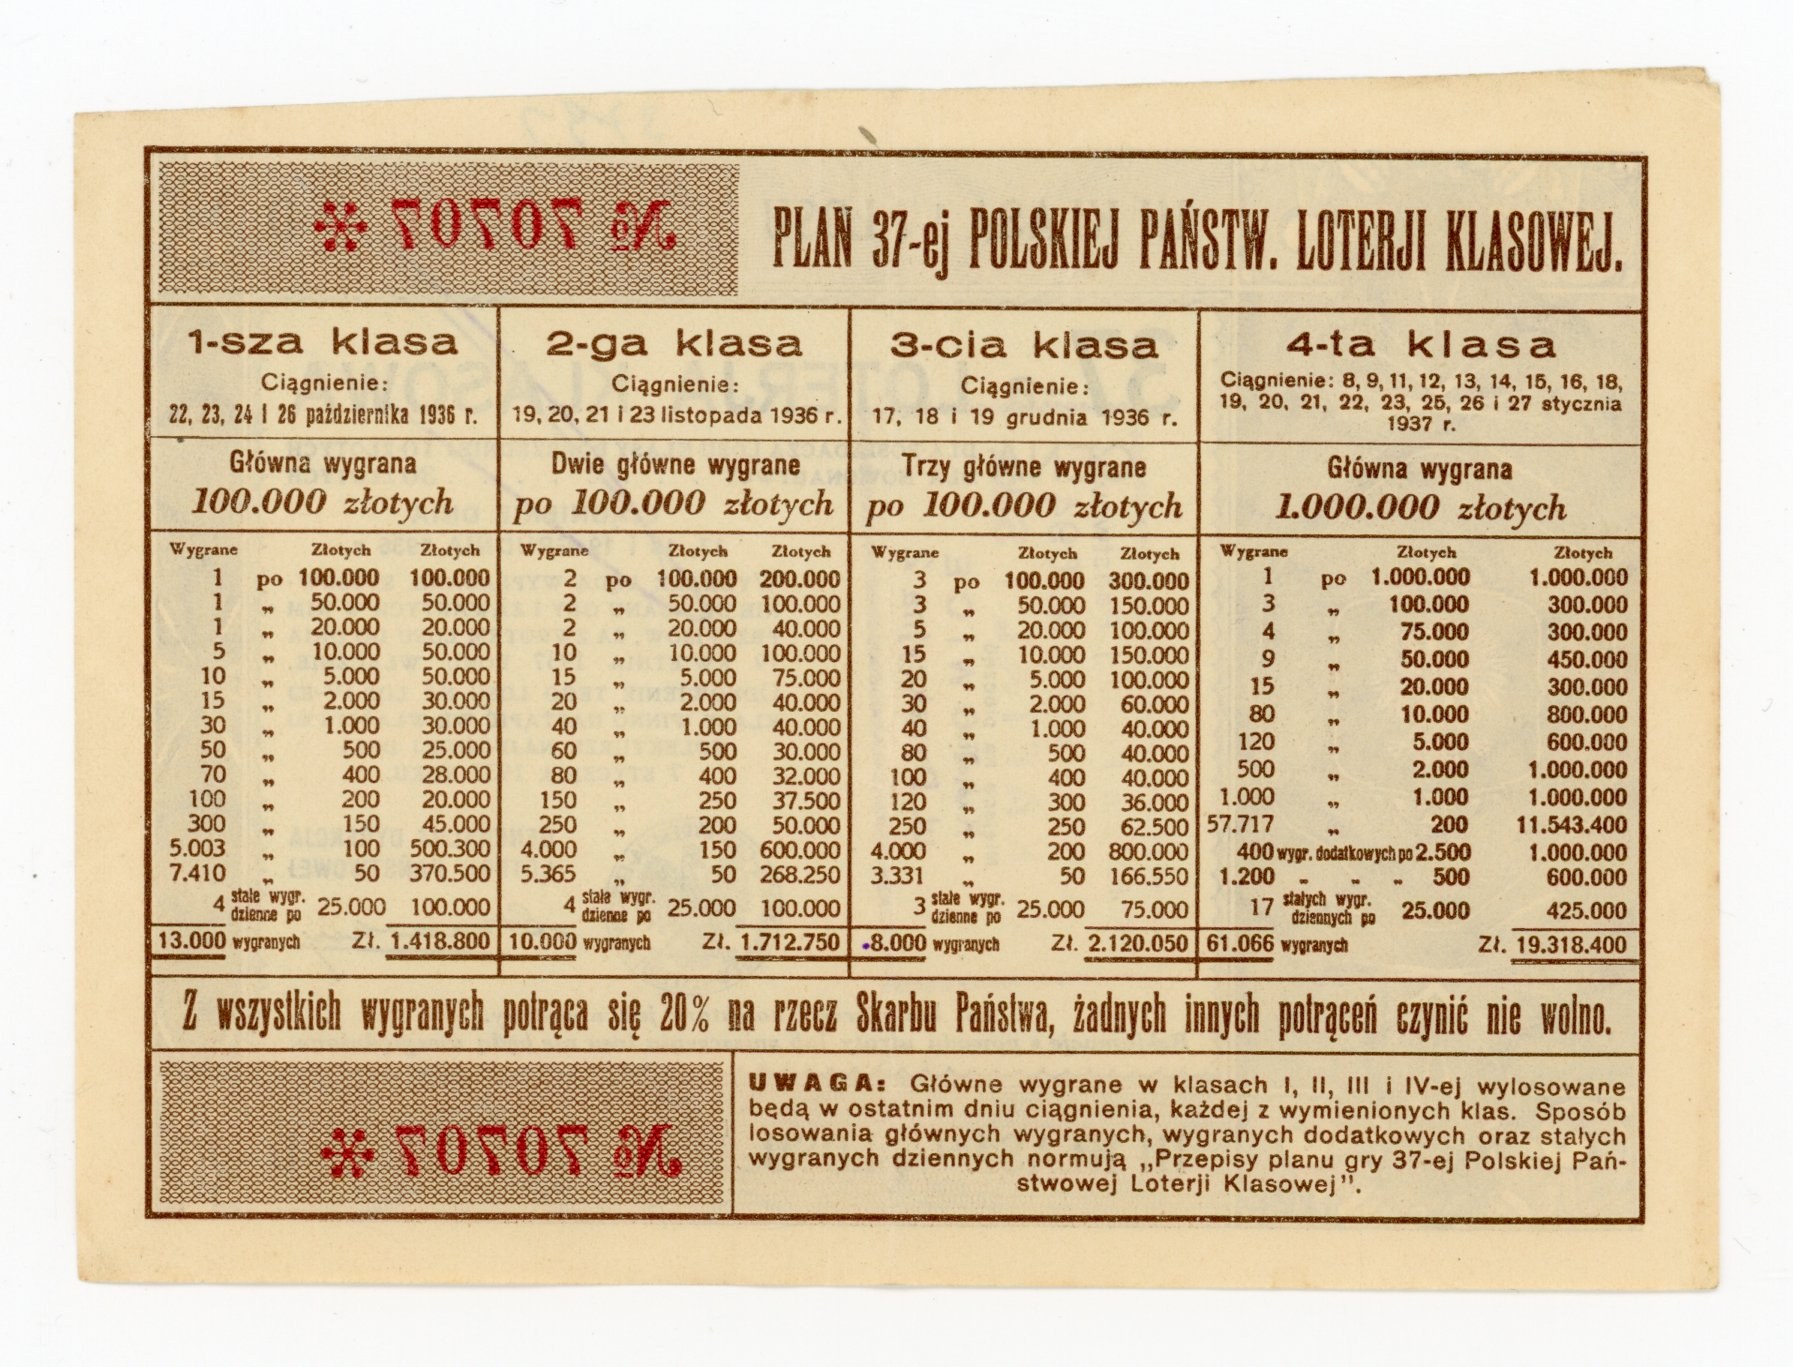 № 70707 *
PLAN 37-ej POLSKIEJ PAŃSTW. LOTERJI KLASOWEJ.
1-sza klasa
Ciągnienie:
22, 23, 24 i 26 października 1936 r.
Główna wygrana
100.000 złotych
Wygrane Złotych Złotych
1 po 100.000 100.000
1 „ 50.000 50.000
1 „ 20.000 20.000
5 „ 10.000 50.000
10 „ 5.000 50.000
15 „ 2.000 30.000
30 „ 1.000 30.000
50 „ 500 25.000
70 „ 400 28.000
100 „ 200 20.000
300 „ 150 45.000
5.003 „ 100 500.300
7.410 „ 50 370.500
4 stałe wygr. dzienne po 25.000 100.000
13.000 wygranych Zł. 1.418.800
2-ga klasa
Ciągnienie:
19, 20, 21 i 23 listopada 1936 r.
Dwie główne wygrane
po 100.000 złotych
Wygrane Złotych Złotych
2 po 100.000 200.000
2 „ 50.000 100.000
2 „ 20.000 40.000
10 „ 10.000 100.000
15 „ 5.000 75.000
20 „ 2.000 40.000
40 „ 1.000 40.000
60 „ 500 30.000
80 „ 400 32.000
150 „ 250 37.500
250 „ 200 50.000
4.000 „ 150 600.000
5.365 „ 50 268.250
4 stałe wygr. dzienne po 25.000 100.000
10.000 wygranych Zł. 1.712.750
3-cia klasa
Ciągnienie:
17, 18 i 19 grudnia 1936 r.
Trzy główne wygrane
po 100.000 złotych
Wygrane Złotych Złotych
3 po 100.000 300.000
3 „ 50.000 150.000
5 „ 20.000 100.000
15 „ 10.000 150.000
20 „ 5.000 100.000
30 „ 2.000 60.000
40 „ 1.000 40.000
80 „ 500 40.000
100 „ 400 40.000
120 „ 300 36.000
250 „ 250 62.500
4.000 „ 200 800.000
3.331 „ 50 166.550
3 stałe wygr. dzienne po 25.000 75.000
8.000 wygranych Zł. 2.120.050
4-ta klasa
Ciągnienie: 8, 9, 11, 12, 13, 14, 15, 16, 18,
19, 20, 21, 22, 23, 25, 26 i 27 stycznia
1937 r.
Główna wygrana
1.000.000 złotych
Wygrane Złotych Złotych
1 po 1.000.000 1.000.000
3 „ 100.000 300.000
4 „ 75.000 300.000
9 „ 50.000 450.000
15 „ 20.000 300.000
80 „ 10.000 800.000
120 „ 5.000 600.000
500 „ 2.000 1.000.000
1.000 „ 1.000 1.000.000
57.717 „ 200 11.543.400
400 wygr. dodatkowych po 2.500 1.000.000
1.200 „ „ „ 500 600.000
17 stałych wygr. dziennych po 25.000 425.000
61.066 wygranych Zł. 19.318.400
Z wszystkich wygranych potrąca się 20% na rzecz Skarbu Państwa, żadnych innych potrąceń czynić nie wolno.
№ 70707 *
UWAGA: Główne wygrane w klasach I, II, III i IV-ej wylosowane
będą w ostatnim dniu ciągnienia, każdej z wymienionych klas. Sposób
losowania głównych wygranych, wygranych dodatkowych oraz stałych
wygranych dziennych normują „Przepisy planu gry 37-ej Polskiej Pań-
stwowej Loterji Klasowej".